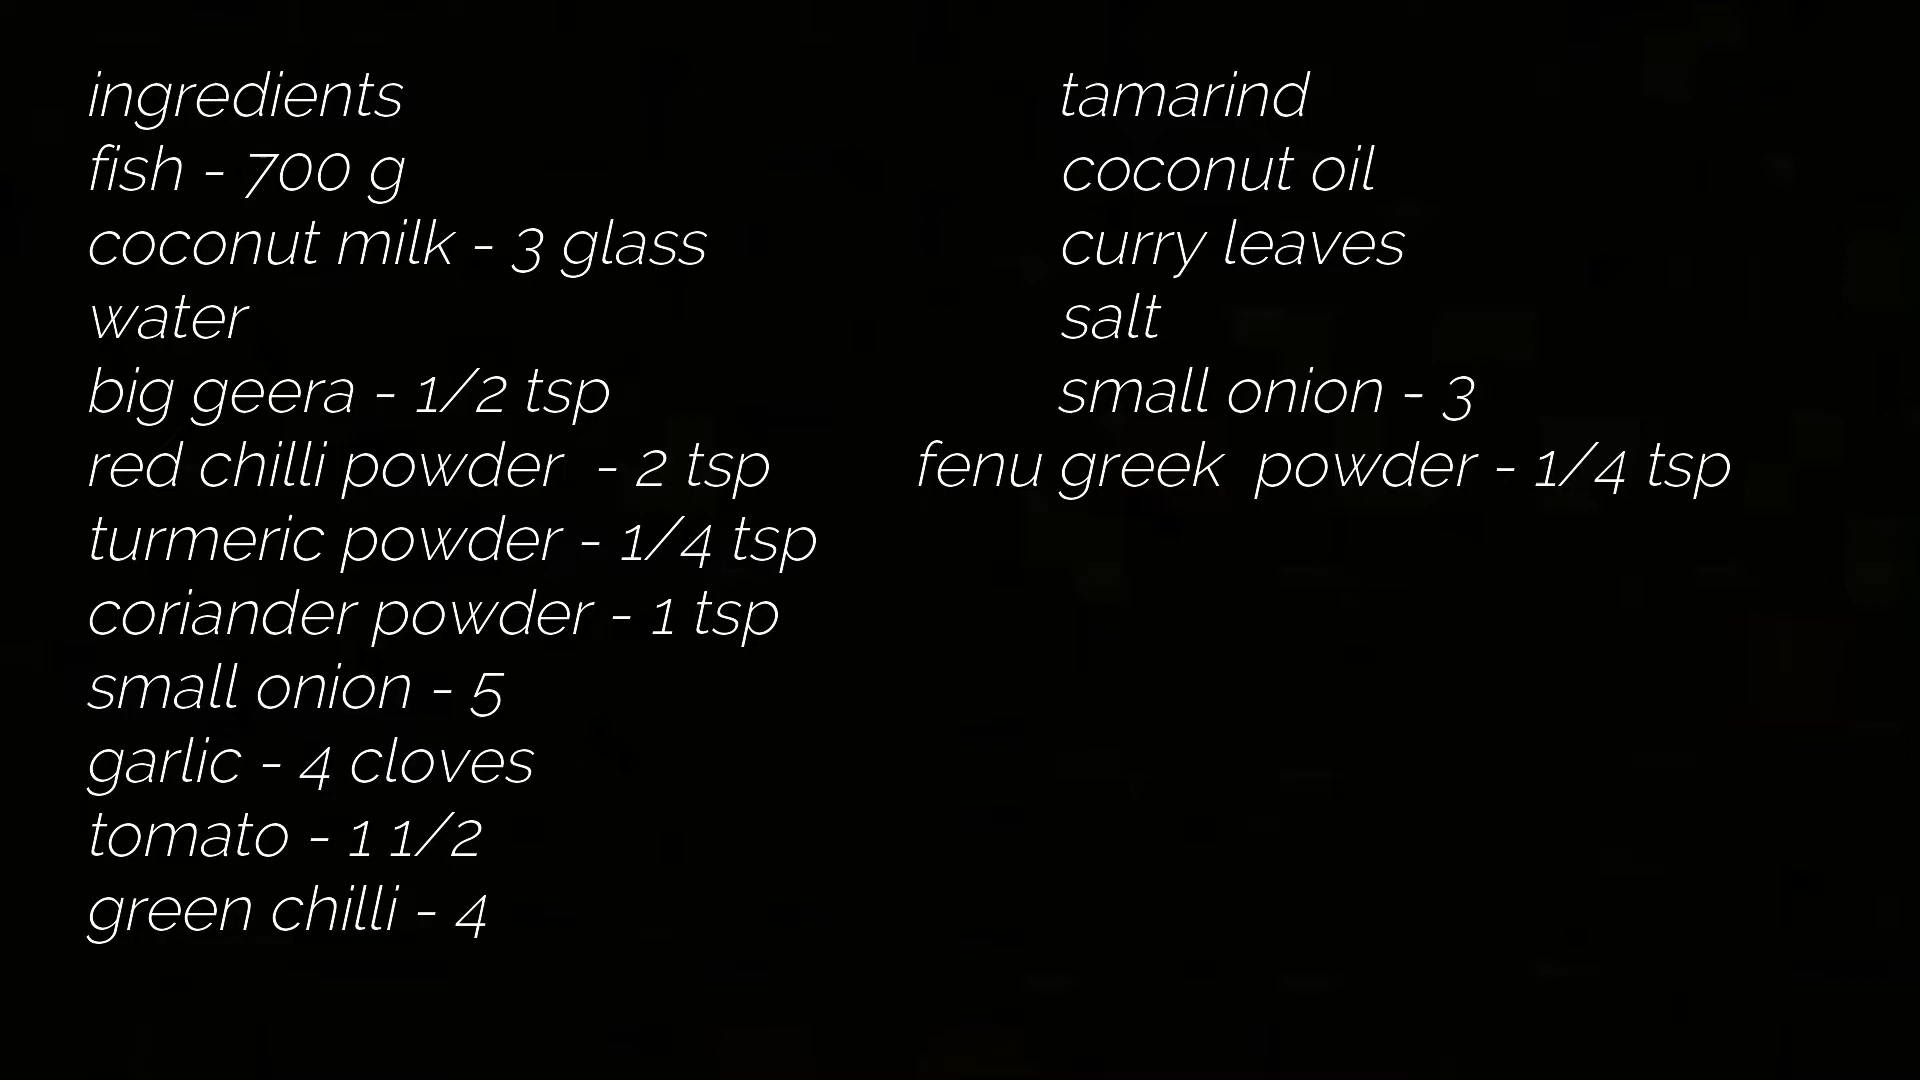 ingredients
fish - 700 g
coconut milk - 3 glass
water
big geera - 1/2 tsp
red chilli powder  - 2 tsp
turmeric powder - 1/4 tsp
coriander powder - 1 tsp
small onion - 5
garlic - 4 cloves
tomato - 1 1/2
green chilli - 4
tamarind
coconut oil
curry leaves
salt
small onion - 3
fenu greek  powder - 1/4 tsp